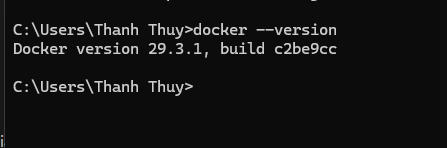 C:\Users\Thanh Thuy>docker --version
Docker version 29.3.1, build c2be9cc
C:\Users\Thanh Thuy>